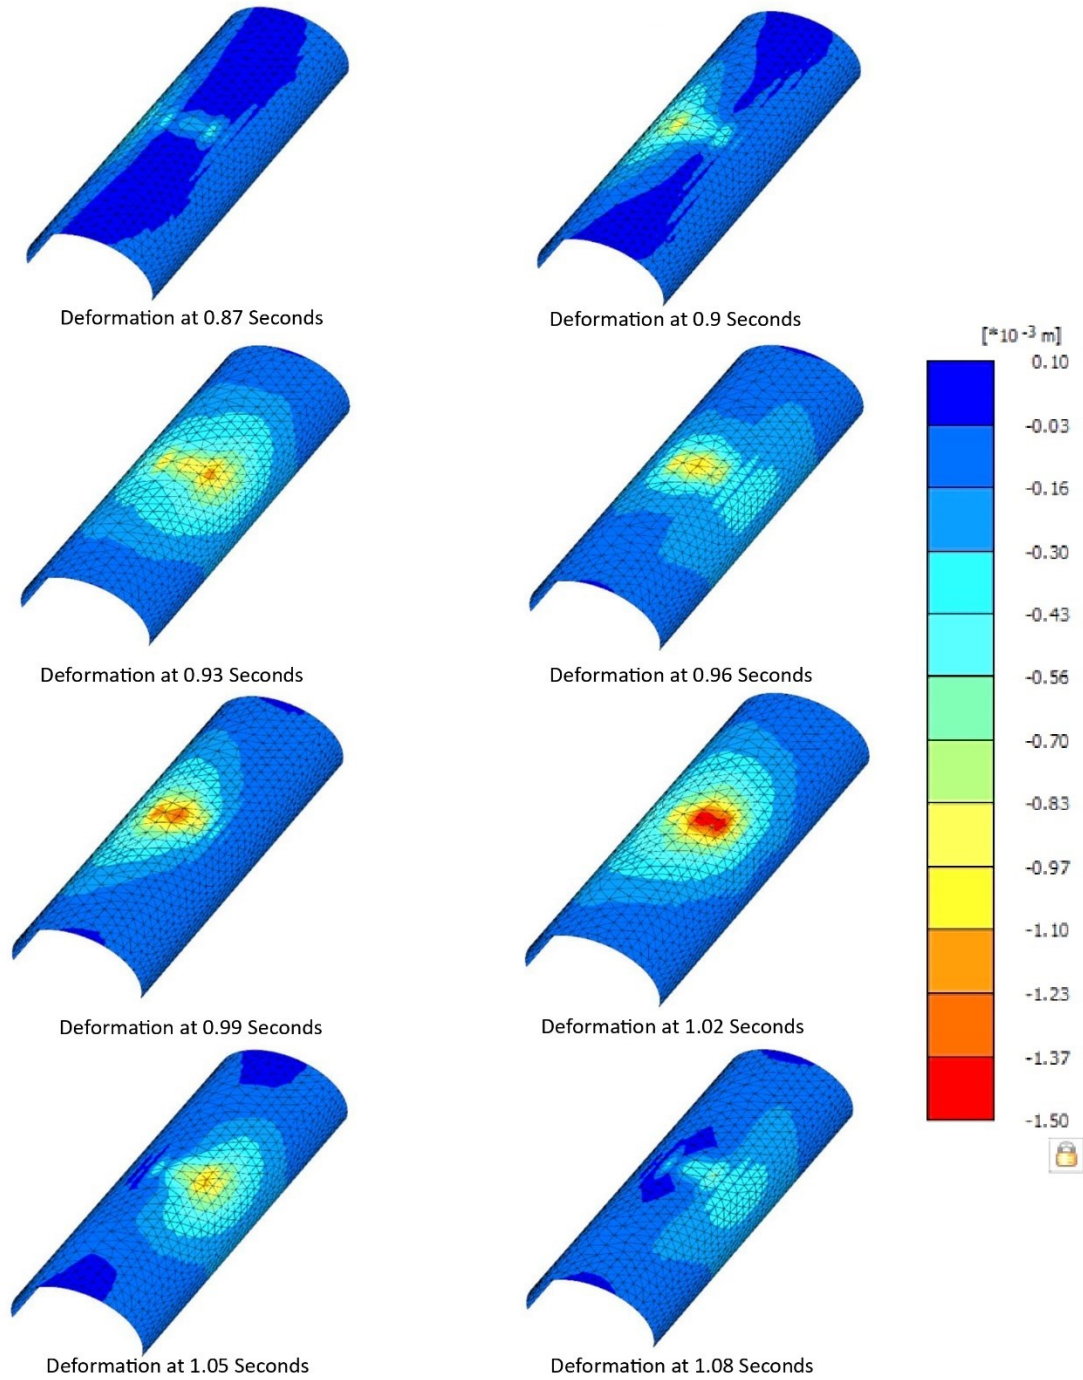 Deformation at 0.87 Seconds
Deformation at 0.9 Seconds
[*10 -3 m]
0.10
-0.03
-0.16
-0.30
-0.43
-0.56
-0.70
-0.83
-0.97
-1.10
-1.23
-1.37
-1.50
Deformation at 0.93 Seconds
Deformation at 0.96 Seconds
Deformation at 0.99 Seconds
Deformation at 1.02 Seconds
Deformation at 1.05 Seconds
Deformation at 1.08 Seconds